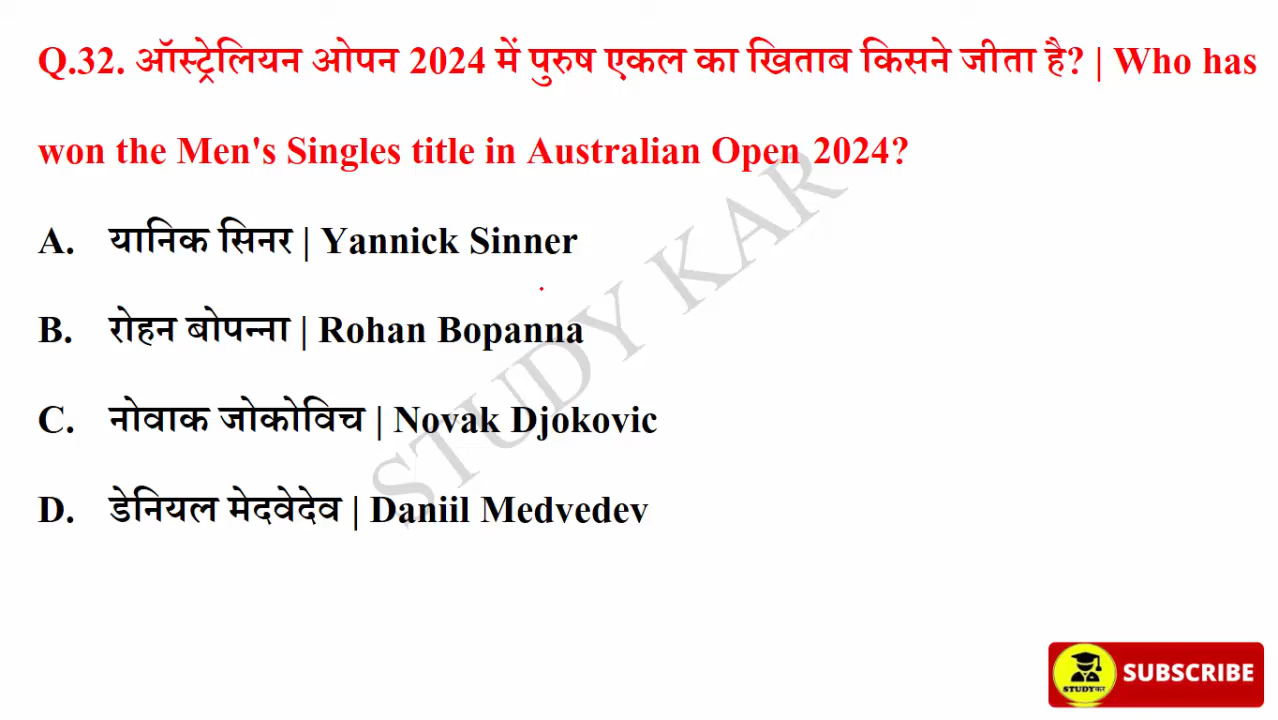 Q.32. ऑस्ट्रेलियन ओपन 2024 में पुरुष एकल का खिताब किसने जीता है? | Who has
won the Men's Singles title in Australian Open 2024?
A. यानिक सिनर | Yannick Sinner
B. रोहन बोपन्ना | Rohan Bopanna
C. नोवाक जोकोविच | Novak Djokovic
D. डेनियल मेदवेदेव | Daniil Medvedev
STUDY KAR
STUDYकर
SUBSCRIBE